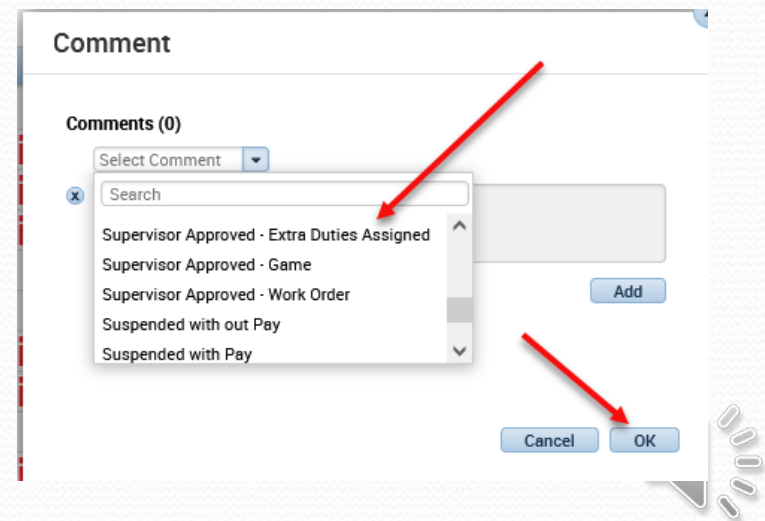 Comment
Comments (0)
Select Comment
x
Search
Supervisor Approved - Extra Duties Assigned
Supervisor Approved - Game
Supervisor Approved - Work Order
Add
Suspended with out Pay
Suspended with Pay
Cancel OK